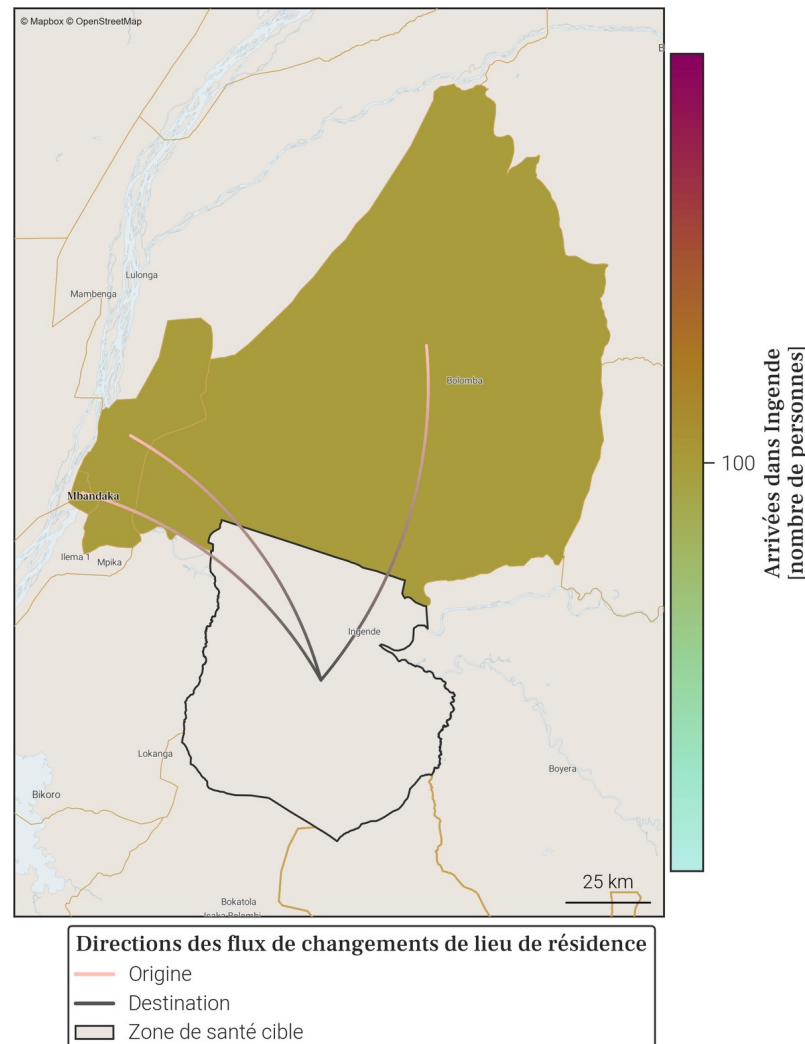 © Mapbox © OpenStreetMap
B
Lulonga
Mambenga
Bolomba
Mbandaka
Ilema 1
Mpika
Ingende
Lokanga
Boyera
Bikoro
25 km
Bokatola
Isaka-Bolombi
100
Arrivées dans Ingende
[nombre de personnes]
Directions des flux de changements de lieu de résidence
Origine
Destination
Zone de santé cible